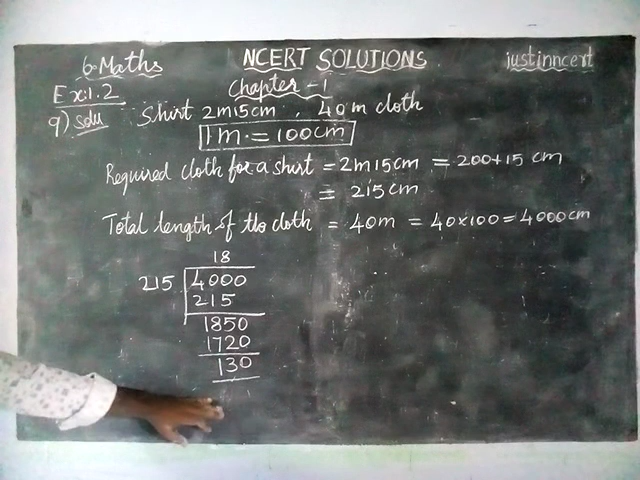 6. Maths NCERT SOLUTIONS justinncert
Ex:1.2 Chapter - 1
9) Solu Shirt 2m15cm , 40m cloth
1m = 100cm
Required cloth for a shirt = 2m15cm = 200+15 cm
= 215cm
Total length of the cloth = 40m = 40×100 = 4000cm
18
215 4000
215
1850
1720
130